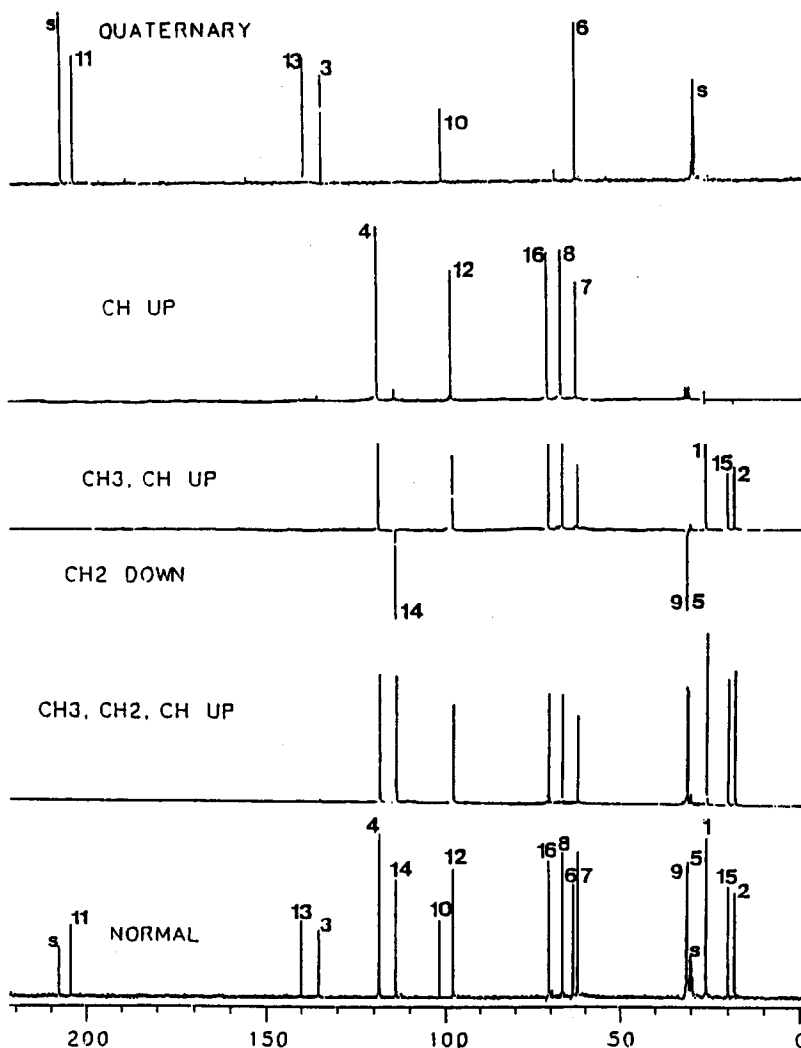 s QUATERNARY 6
11 13 3 s
10
4
16 8
12
7
CH UP
CH3, CH UP 1 15 2
CH2 DOWN
14 9 5
CH3, CH2, CH UP
4 1
14 12 16 8 9 5
6 7 15 2
11 13 3 10
s NORMAL s
200 150 100 50 0